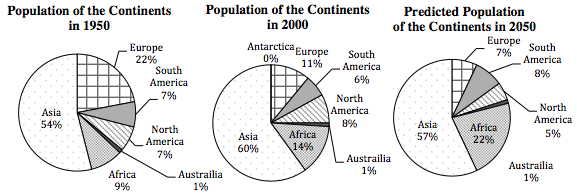 Population of the Continents
in 1950
Europe
22%
South
America
7%
North
America
7%
Austrailia
1%
Africa
9%
Asia
54%
Population of the Continents
in 2000
Antarctica
0%
Europe
11%
South
America
6%
North
America
8%
Austrailia
1%
Africa
14%
Asia
60%
Predicted Population
of the Continents in 2050
Europe
7%
South
America
8%
North
America
5%
Austrailia
1%
Africa
22%
Asia
57%